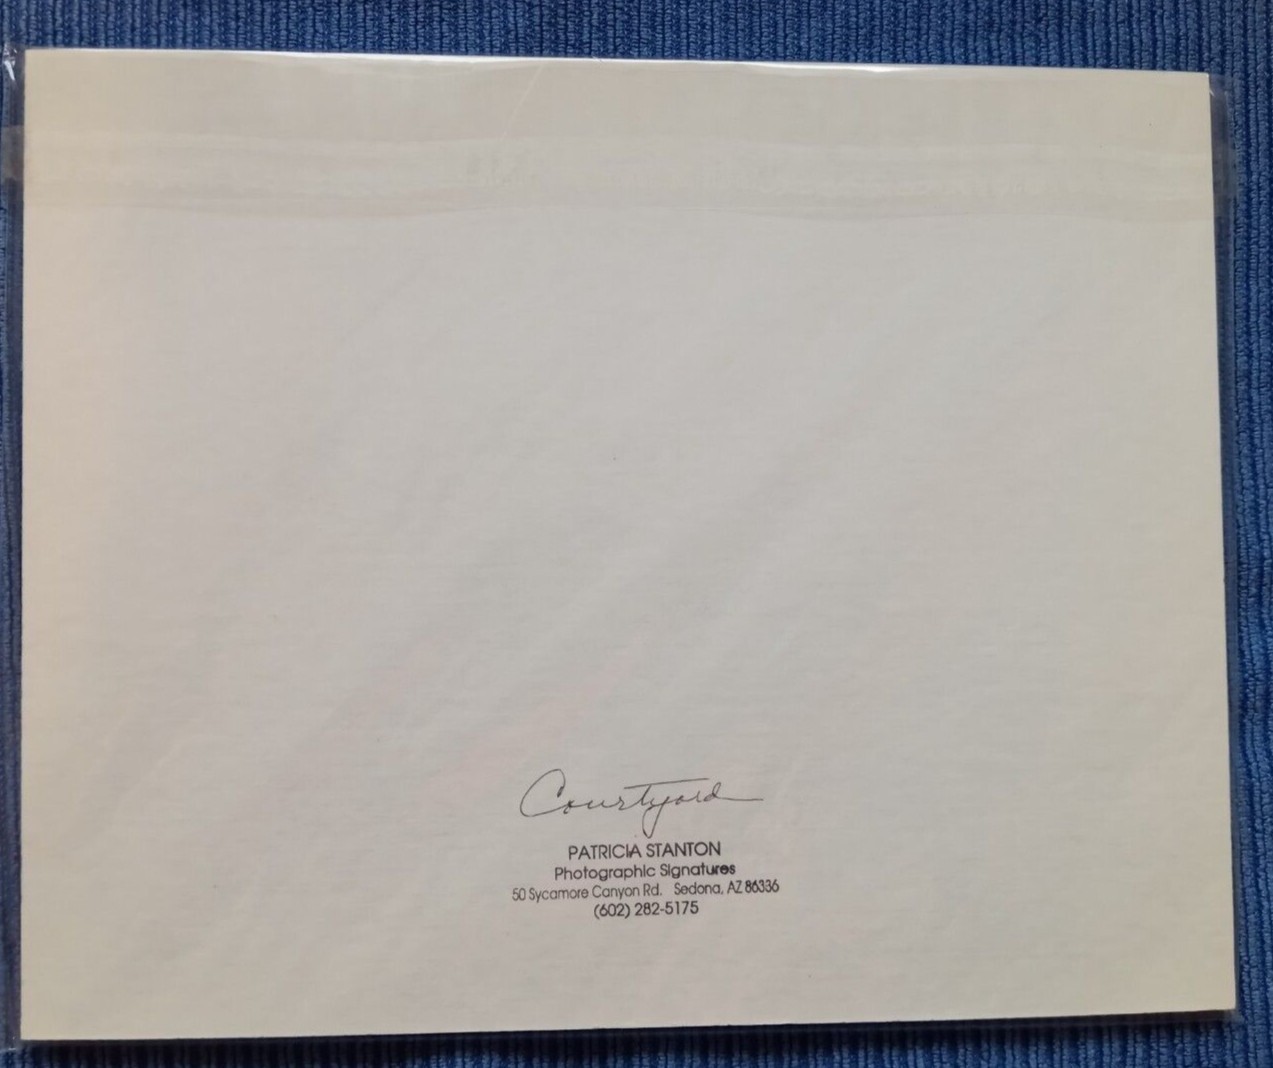 Courtyard
PATRICIA STANTON
Photographic Signatures
50 Sycamore Canyon Rd. Sedona, AZ 86336
(602) 282-5175